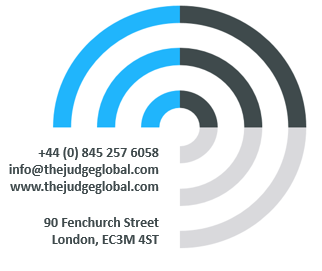 +44 (0) 845 257 6058
info@thejudgeglobal.com
www.thejudgeglobal.com
90 Fenchurch Street
London, EC3M 4ST